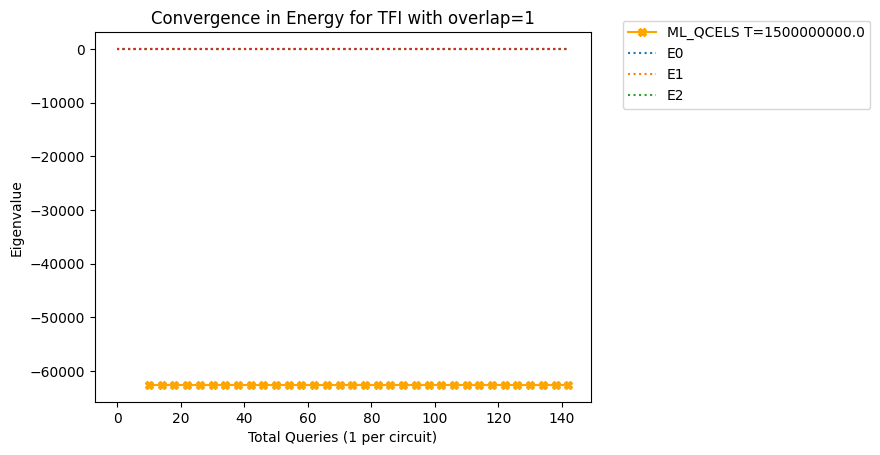 Convergence in Energy for TFI with overlap=1
Eigenvalue
0
−10000
−20000
−30000
−40000
−50000
−60000
0 20 40 60 80 100 120 140
Total Queries (1 per circuit)
ML_QCELS T=1500000000.0
E0
E1
E2